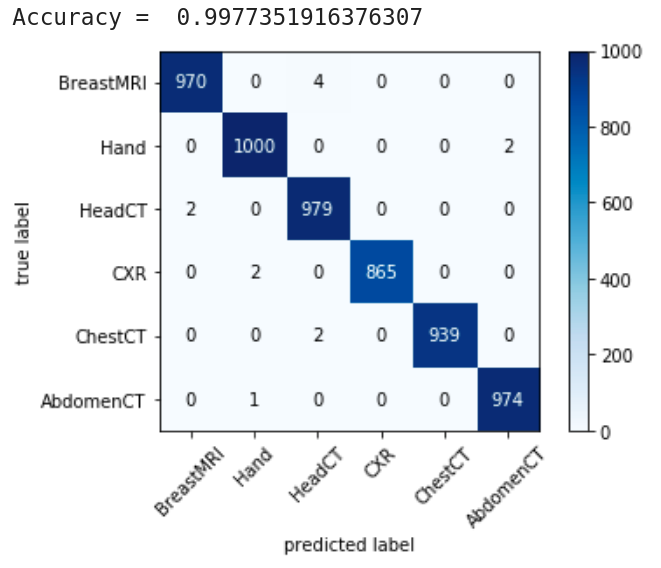 Accuracy = 0.9977351916376307
BreastMRI 970 0 4 0 0 0
Hand 0 1000 0 0 0 2
HeadCT 2 0 979 0 0 0
CXR 0 2 0 865 0 0
ChestCT 0 0 2 0 939 0
AbdomenCT 0 1 0 0 0 974
true label
BreastMRI Hand HeadCT CXR ChestCT AbdomenCT
predicted label
1000
800
600
400
200
0